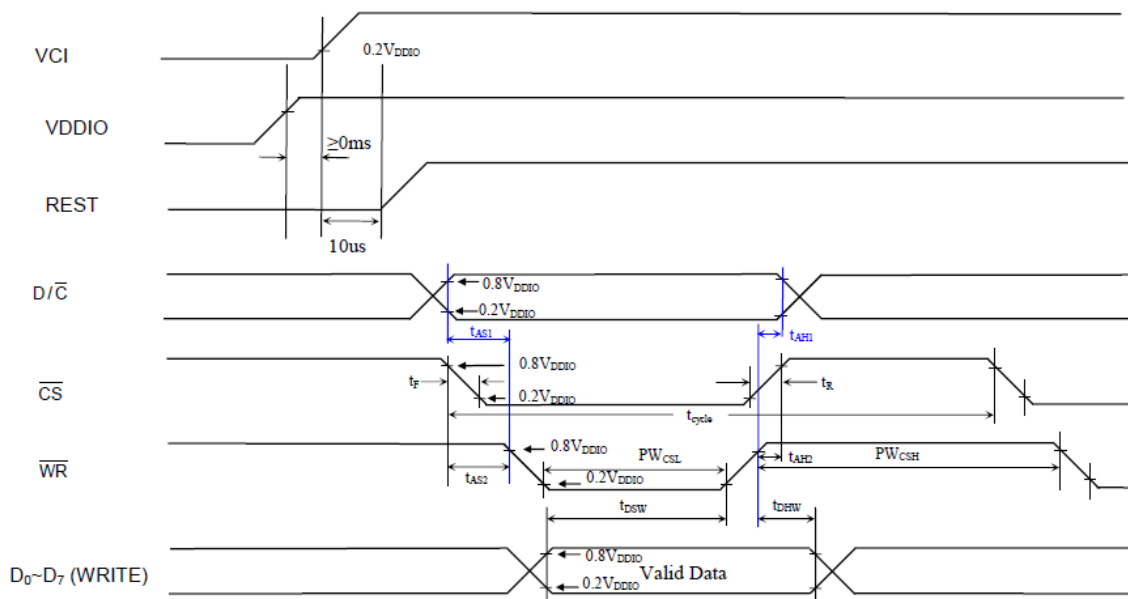 VCI
0.2VDDIO
VDDIO
≥0ms
REST
10us
D/C̅
0.8VDDIO
0.2VDDIO
tAS1
tAH1
C̅S̅
0.8VDDIO
tF
tR
0.2VDDIO
tcycle
W̅R̅
0.8VDDIO
PWCSL
tAH2
PWCSH
tAS2
0.2VDDIO
tDSW
tDHW
D0~D7 (WRITE)
0.8VDDIO
Valid Data
0.2VDDIO